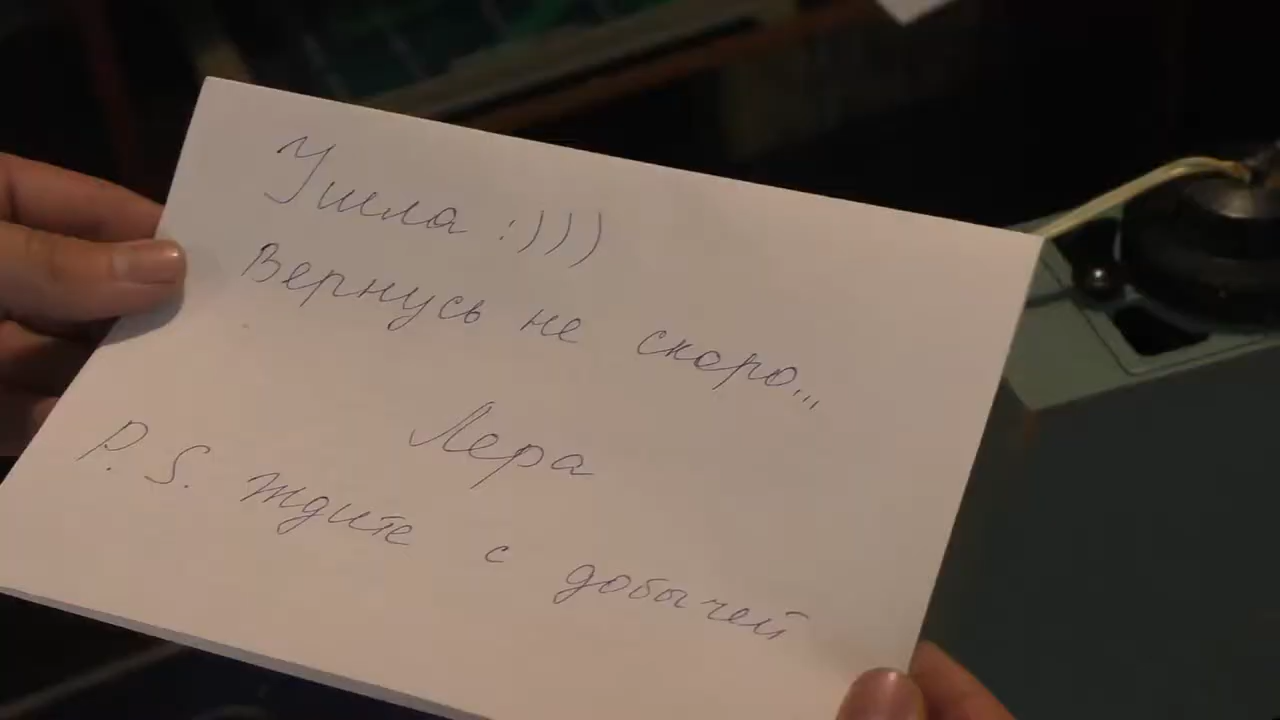 Ушла :)))
Вернусь не скоро...
Лера
P.S. ждите с добычей